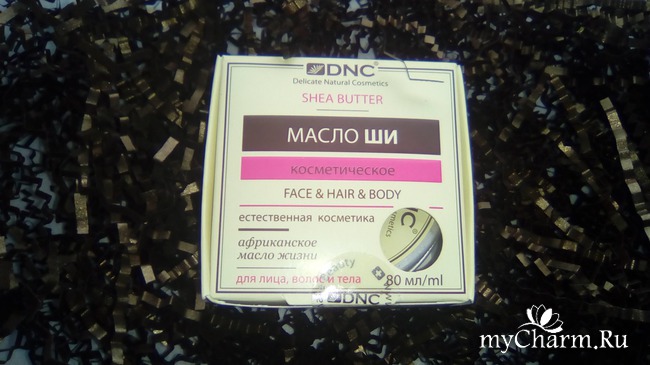 DNC
Delicate Natural Cosmetics
SHEA BUTTER
МАСЛО ШИ
косметическое
FACE & HAIR & BODY
естественная косметика
африканское
масло жизни
для лица, волос и тела
80 мл/ml
DNC
myCharm.Ru